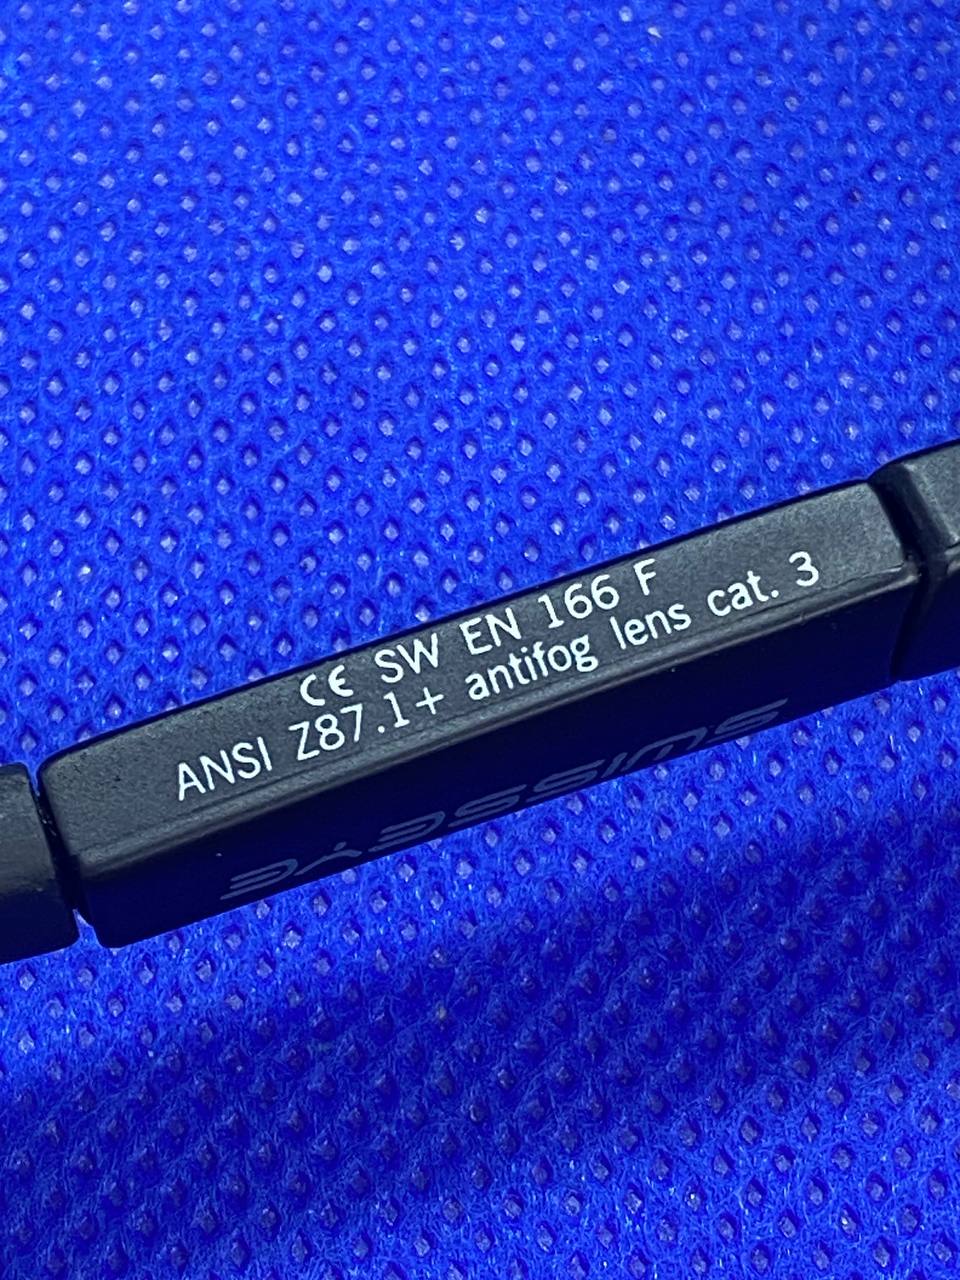 CE SW EN 166 F
ANSI Z87.1+ antifog lens cat. 3
SWISSEYE